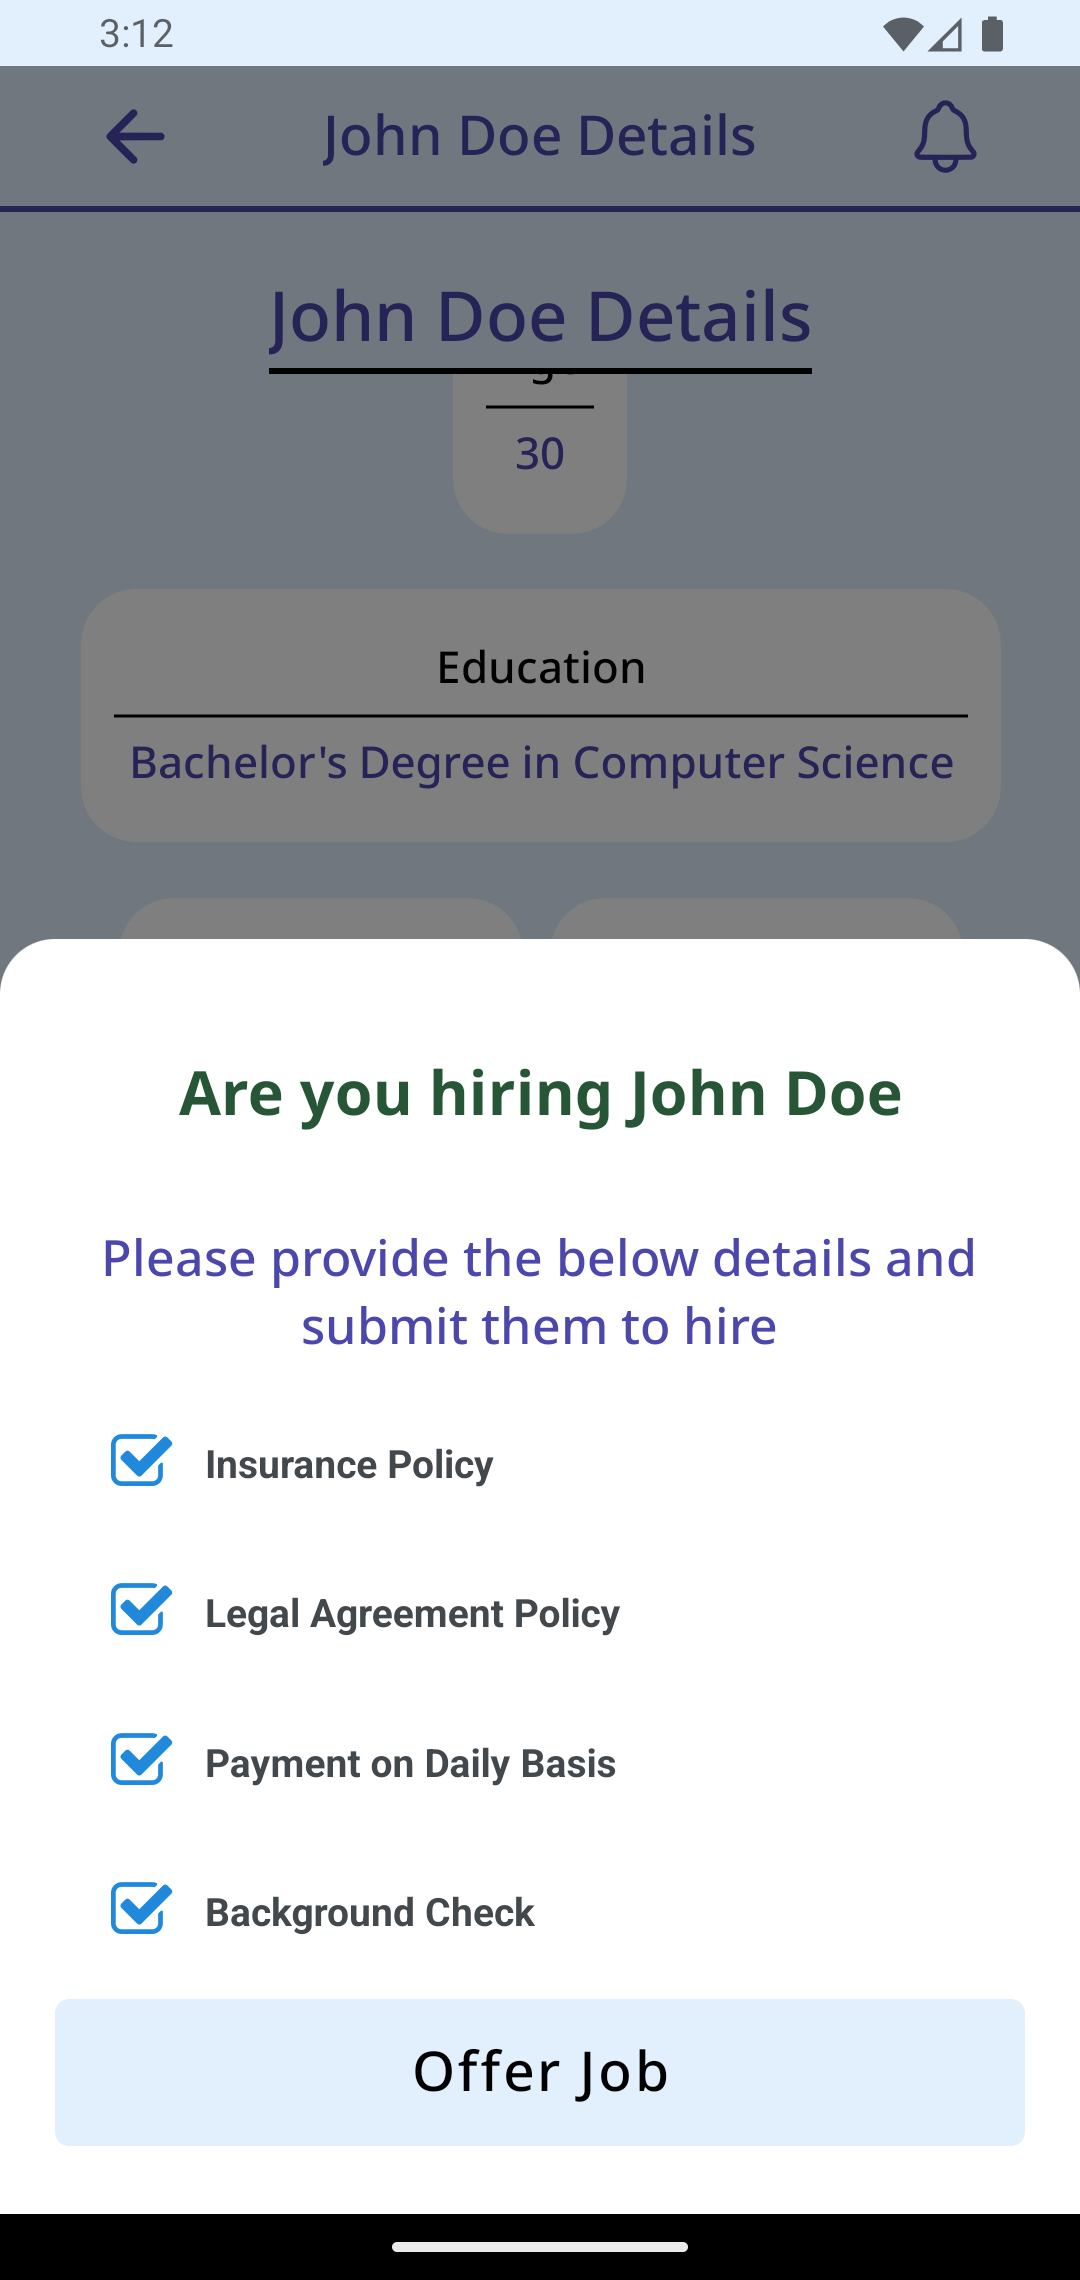 3:12
John Doe Details
John Doe Details
30
Education
Bachelor's Degree in Computer Science
Are you hiring John Doe
Please provide the below details and
submit them to hire
Insurance Policy
Legal Agreement Policy
Payment on Daily Basis
Background Check
Offer Job